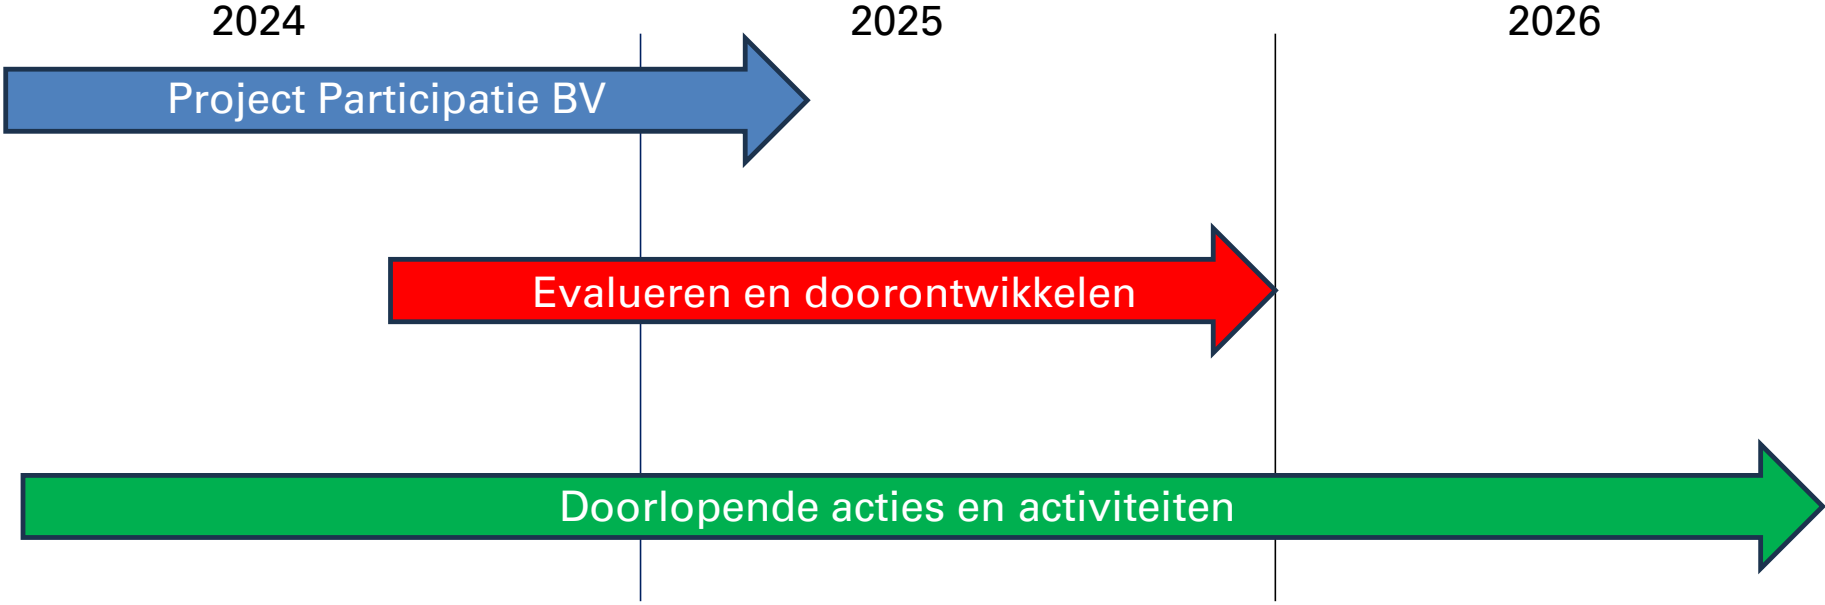 2024
2025
2026
Project Participatie BV
Evalueren en doorontwikkelen
Doorlopende acties en activiteiten